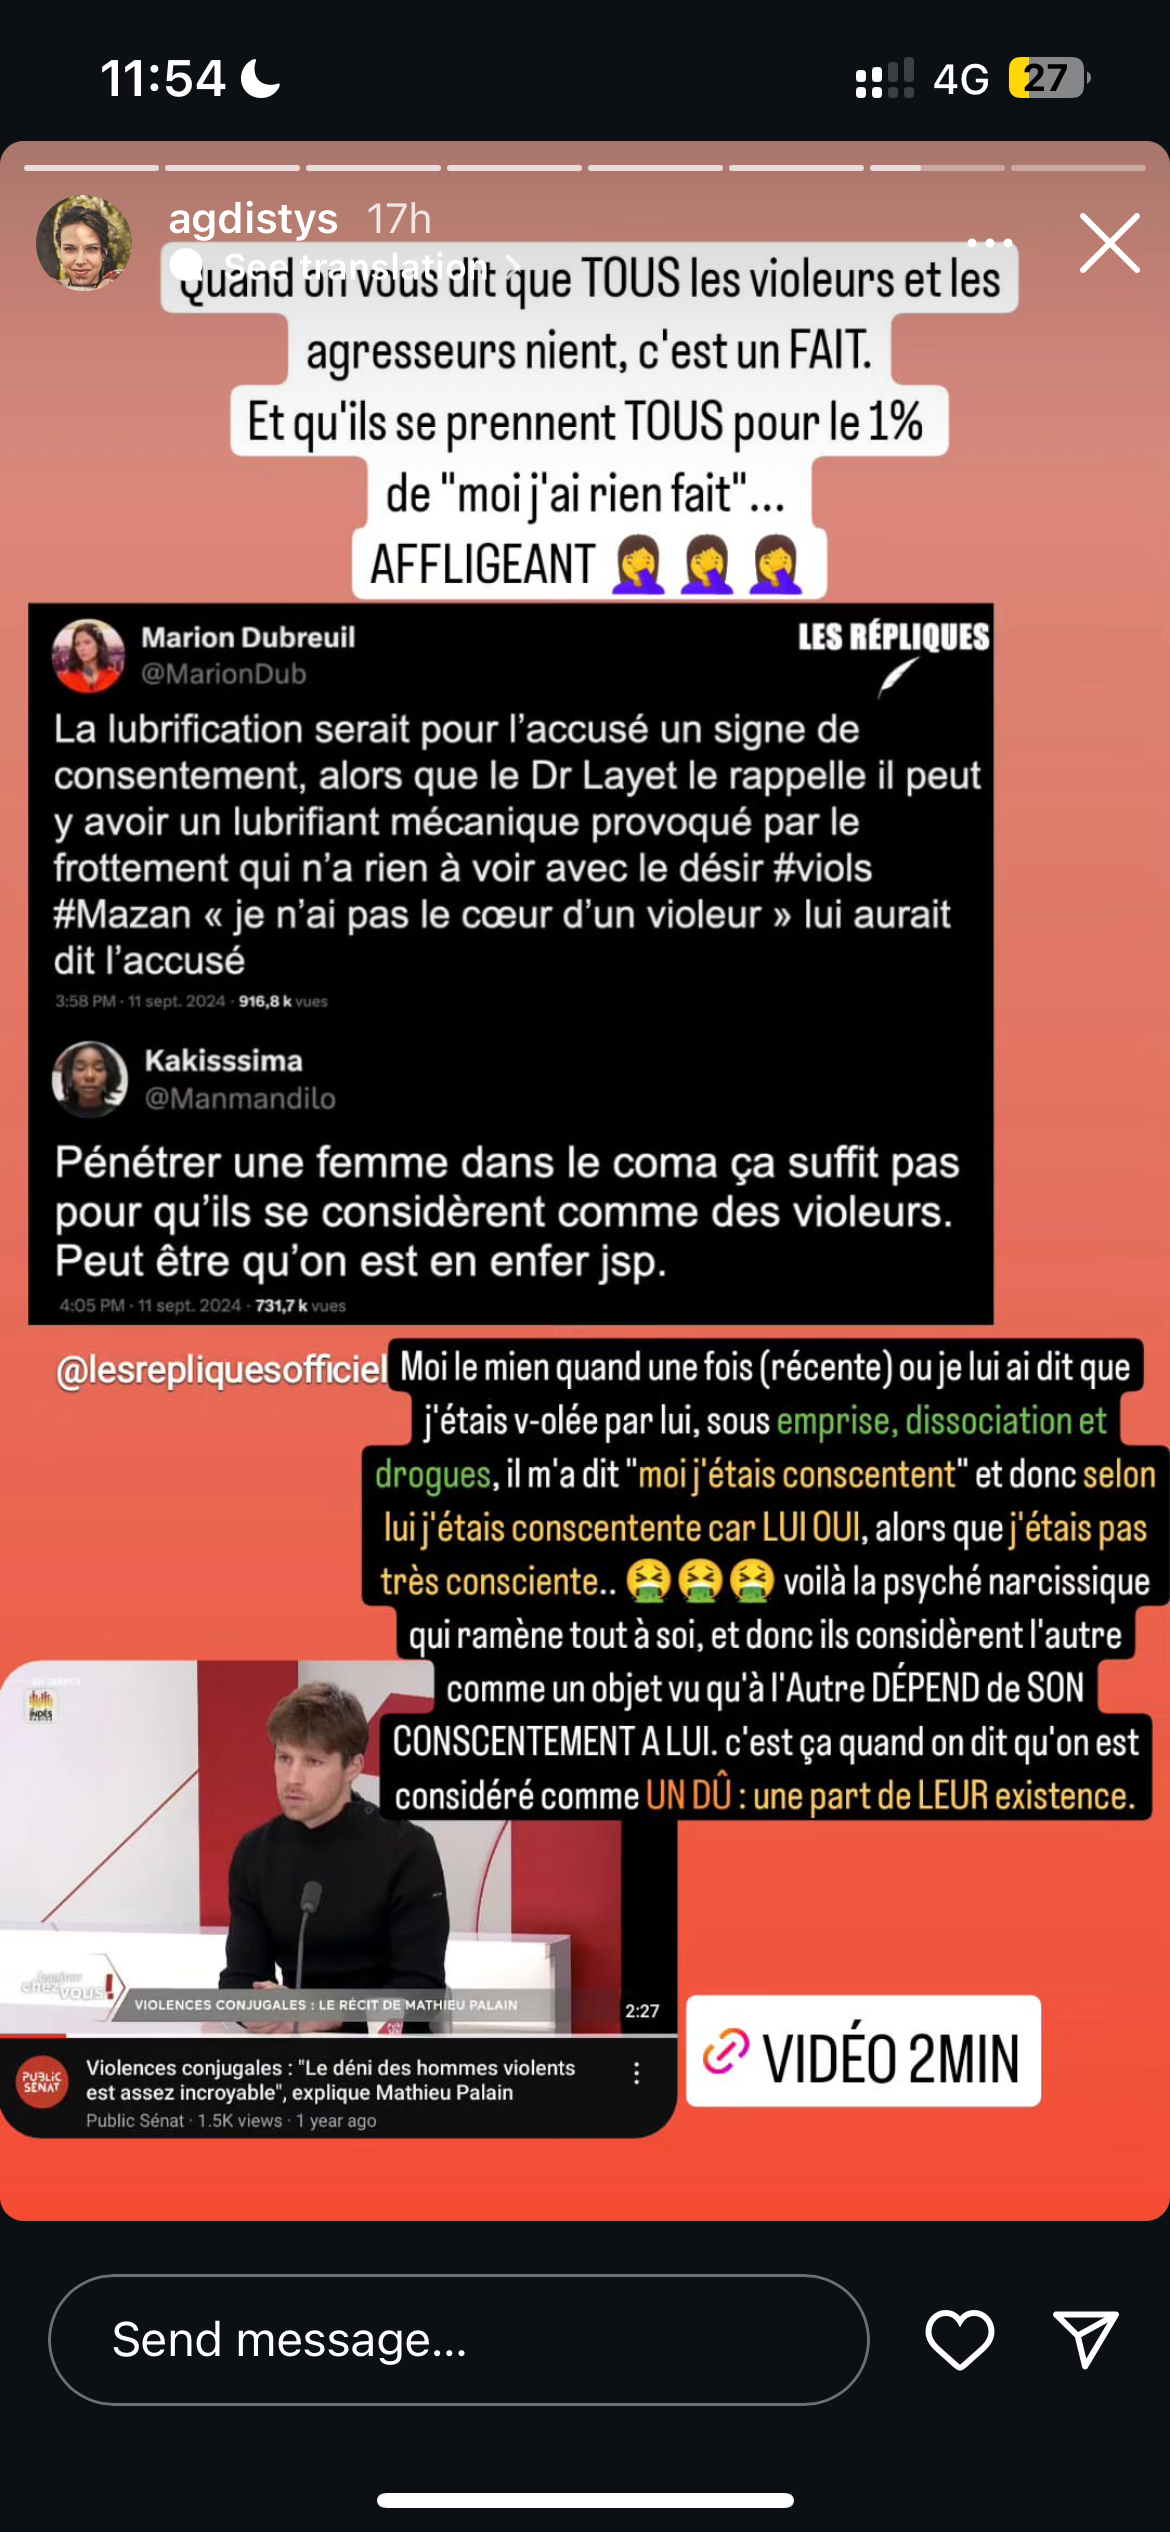 11:54
4G
27
agdistys 17h
See translation
Quand on vous dit que TOUS les violeurs et les
agresseurs nient, c'est un FAIT.
Et qu'ils se prennent TOUS pour le 1%
de "moi j'ai rien fait"...
AFFLIGEANT 🤦‍♀️ 🤦‍♀️ 🤦‍♀️
LES RÉPLIQUES
Marion Dubreuil
@MarionDub
La lubrification serait pour l'accusé un signe de
consentement, alors que le Dr Layet le rappelle il peut
y avoir un lubrifiant mécanique provoqué par le
frottement qui n'a rien à voir avec le désir #viols
#Mazan « je n'ai pas le cœur d'un violeur » lui aurait
dit l'accusé
3:58 PM · 11 sept. 2024 · 916,8 k vues
Kakisssima
@Manmandilo
Pénétrer une femme dans le coma ça suffit pas
pour qu'ils se considèrent comme des violeurs.
Peut être qu'on est en enfer jsp.
4:05 PM · 11 sept. 2024 · 731,7 k vues
@lesrepliquesofficiel
Moi le mien quand une fois (récente) ou je lui ai dit que
j'étais v-olée par lui, sous emprise, dissociation et
drogues, il m'a dit "moi j'étais conscentent" et donc selon
lui j'étais conscentente car LUI OUI, alors que j'étais pas
très consciente.. 🤮🤮🤮 voilà la psyché narcissique
qui ramène tout à soi, et donc ils considèrent l'autre
comme un objet vu qu'à l'Autre DÉPEND de SON
CONSCENTEMENT A LUI. c'est ça quand on dit qu'on est
considéré comme UN DÛ : une part de LEUR existence.
INDÉS
bonjour
chez vous!
VIOLENCES CONJUGALES : LE RÉCIT DE MATHIEU PALAIN
2:27
PUBLIC
SÉNAT
Violences conjugales : "Le déni des hommes violents
est assez incroyable", explique Mathieu Palain
Public Sénat · 1.5K views · 1 year ago
VIDÉO 2MIN
Send message...